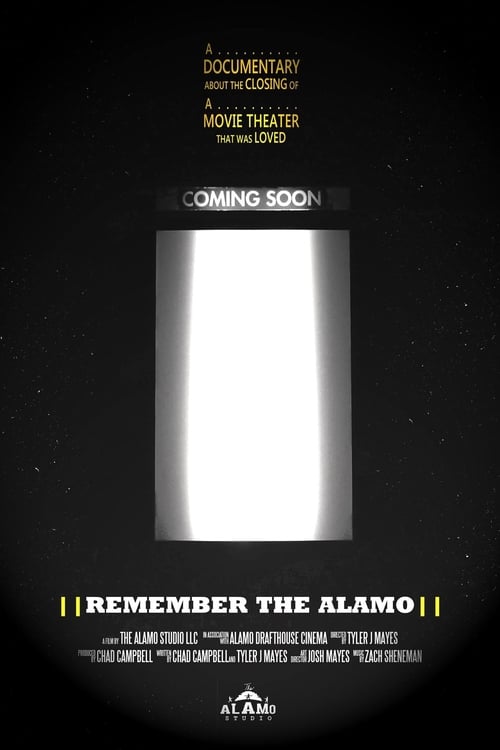 A..........
DOCUMENTARY
ABOUT THE CLOSING OF
A..........
MOVIE THEATER
THAT WAS LOVED
COMING SOON
||REMEMBER THE ALAMO||
A FILM BY THE ALAMO STUDIO LLC IN ASSOCIATION WITH ALAMO DRAFTHOUSE CINEMA DIRECTED BY TYLER J MAYES
PRODUCED BY CHAD CAMPBELL WRITTEN BY CHAD CAMPBELL AND TYLER J MAYES ART DIRECTOR JOSH MAYES MUSIC BY ZACH SHENEMAN
The
ALAMO
STUDIO